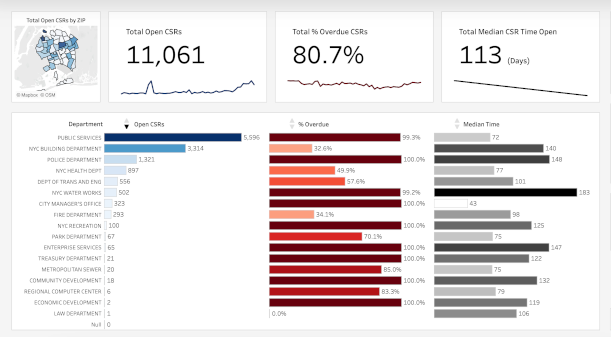 Total Open CSRs by ZIP
© Mapbox © OSM
Total Open CSRs
11,061
Total % Overdue CSRs
80.7%
Total Median CSR Time Open
113 (Days)
Department Open CSRs % Overdue Median Time
PUBLIC SERVICES 5,596 99.3% 72
NYC BUILDING DEPARTMENT 3,314 32.6% 140
POLICE DEPARTMENT 1,321 100.0% 148
NYC HEALTH DEPT 897 49.9% 77
DEPT OF TRANS AND ENG 556 57.6% 101
NYC WATER WORKS 502 99.2% 183
CITY MANAGER'S OFFICE 323 100.0% 43
FIRE DEPARTMENT 293 34.1% 98
NYC RECREATION 100 100.0% 125
PARK DEPARTMENT 67 70.1% 75
ENTERPRISE SERVICES 65 100.0% 147
TREASURY DEPARTMENT 21 100.0% 122
METROPOLITAN SEWER 20 85.0% 75
COMMUNITY DEVELOPMENT 18 100.0% 132
REGIONAL COMPUTER CENTER 6 83.3% 79
ECONOMIC DEVELOPMENT 2 100.0% 119
LAW DEPARTMENT 1 0.0% 106
Null 0